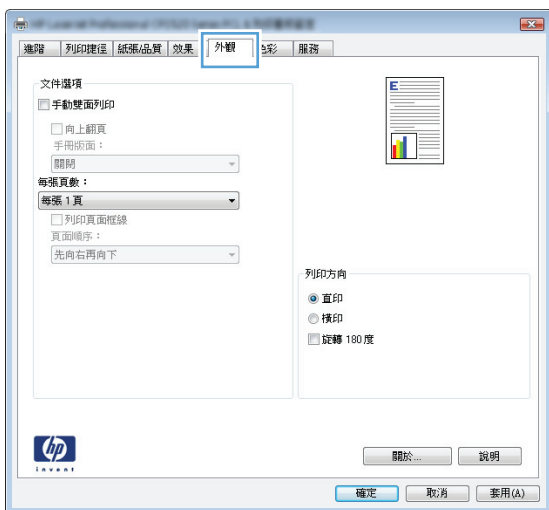 進階 列印捷徑 紙張/品質 效果 外觀 色彩 服務
文件選項
手動雙面列印
向上翻頁
手冊版面：
關閉
每張頁數：
每張 1 頁
列印頁面框線
頁面順序：
先向右再向下
E
列印方向
直印
橫印
旋轉 180 度
hp
invent
關於... 說明
確定 取消 套用(A)